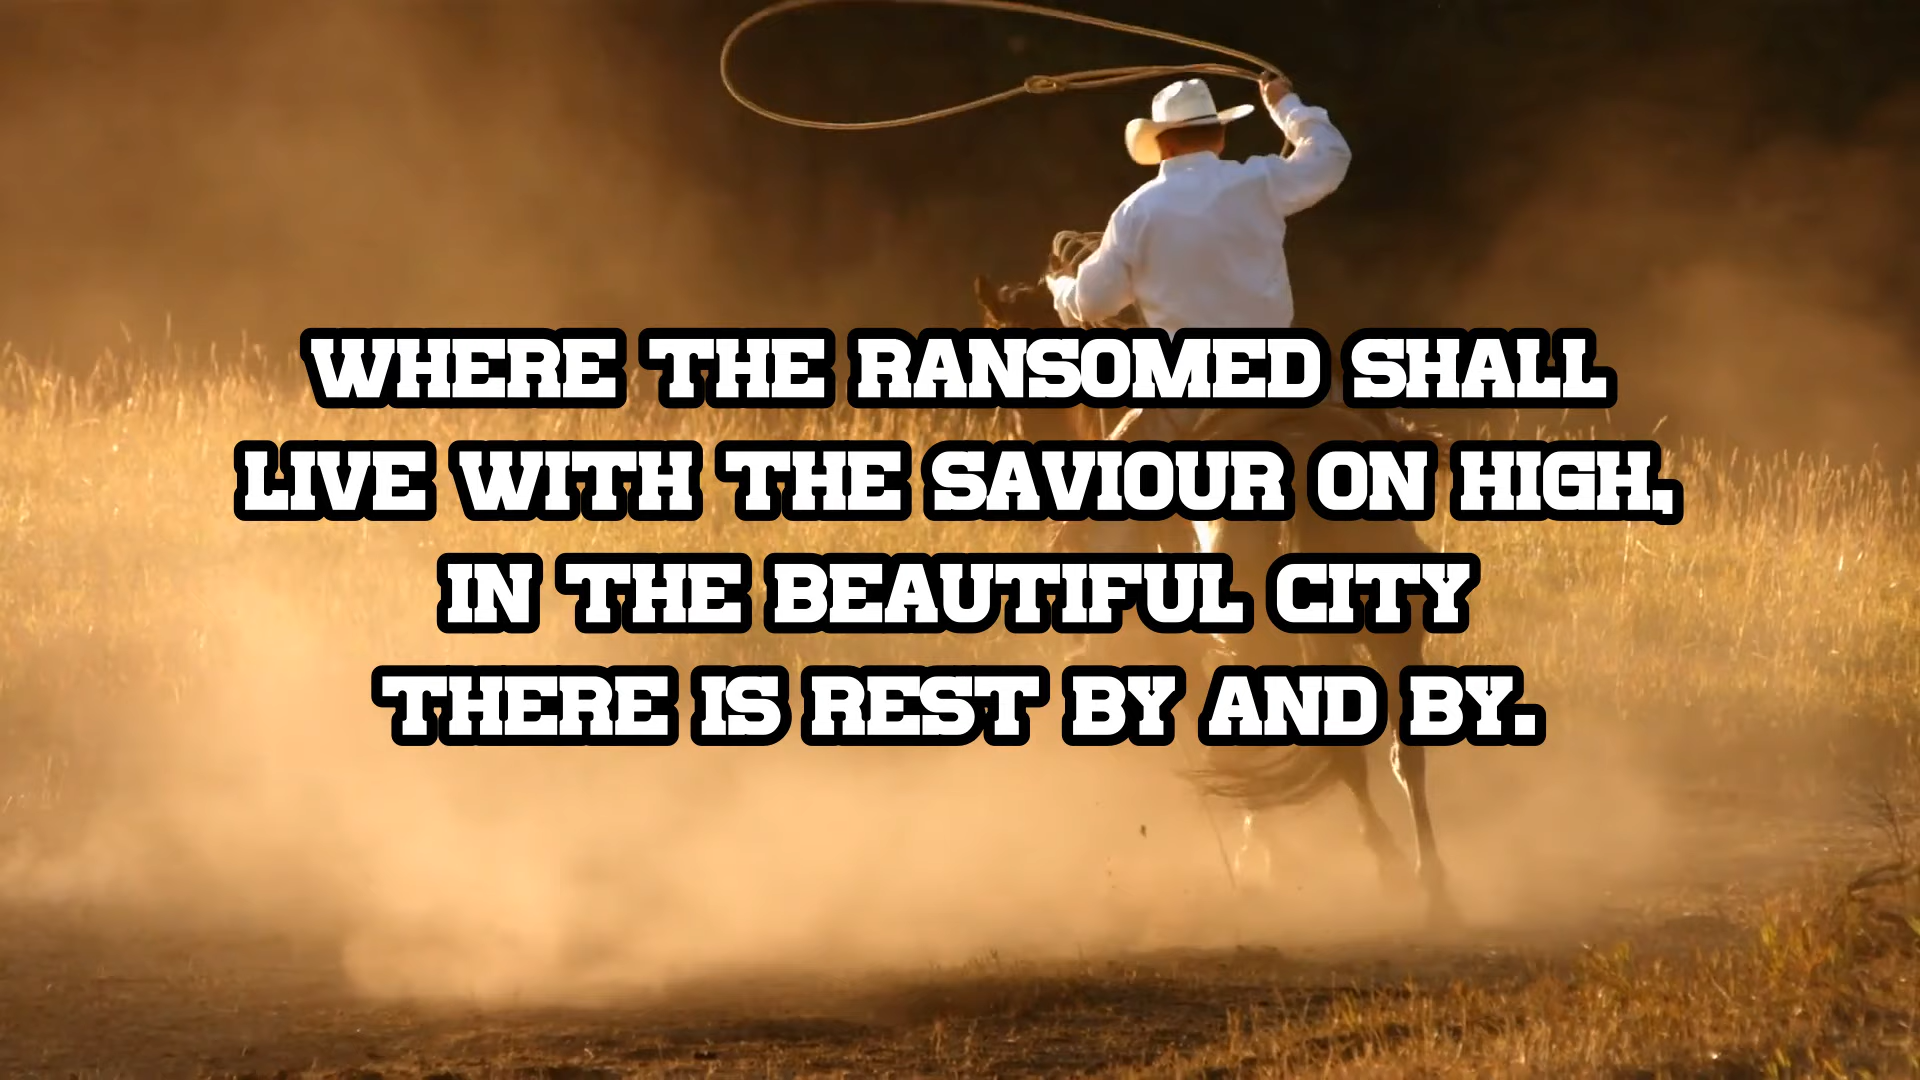 WHERE THE RANSOMED SHALL
LIVE WITH THE SAVIOUR ON HIGH,
IN THE BEAUTIFUL CITY
THERE IS REST BY AND BY.